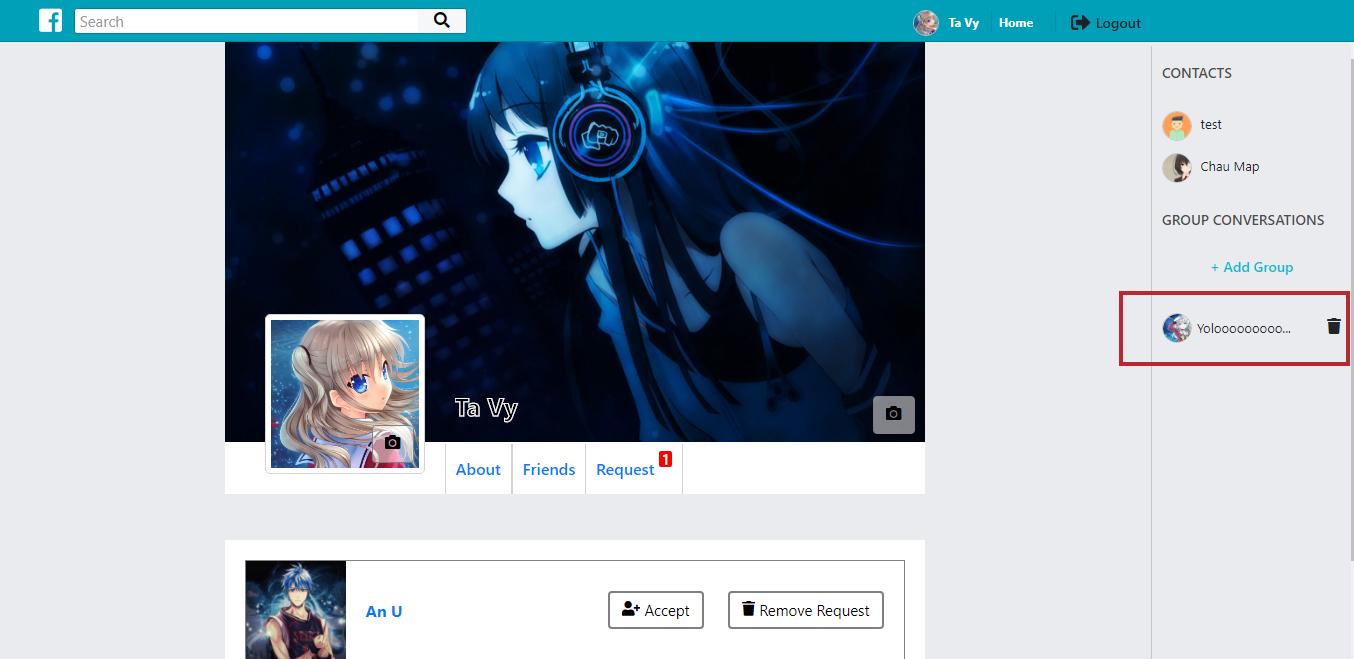 Search
Ta Vy
Home
Logout
CONTACTS
test
Chau Map
GROUP CONVERSATIONS
+ Add Group
Yolooooooooo...
Ta Vy
About
Friends
Request
1
An U
Accept
Remove Request